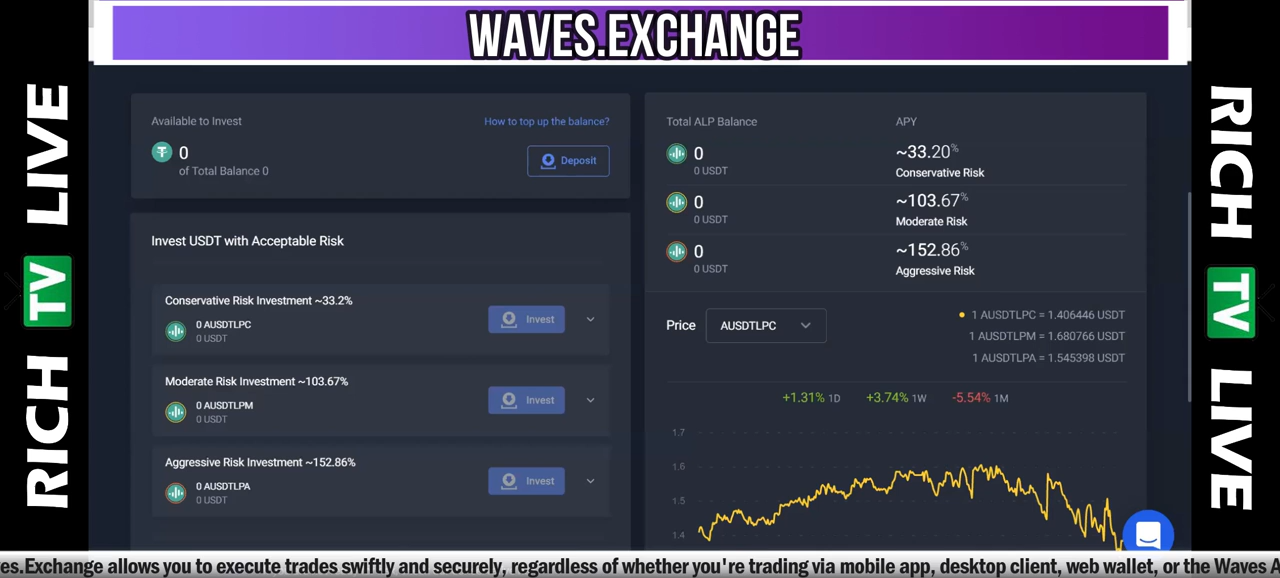 WAVES.EXCHANGE
RICH TV LIVE
Available to Invest
How to top up the balance?
0
of Total Balance 0
Deposit
Invest USDT with Acceptable Risk
Conservative Risk Investment ~33.2%
0 AUSDTLPC
0 USDT
Invest
Moderate Risk Investment ~103.67%
0 AUSDTLPM
0 USDT
Invest
Aggressive Risk Investment ~152.86%
0 AUSDTLPA
0 USDT
Invest
Total ALP Balance
APY
0
0 USDT
~33.20%
Conservative Risk
0
0 USDT
~103.67%
Moderate Risk
0
0 USDT
~152.86%
Aggressive Risk
Price
AUSDTLPC
1 AUSDTLPC = 1.406446 USDT
1 AUSDTLPM = 1.680766 USDT
1 AUSDTLPA = 1.545398 USDT
+1.31% 1D +3.74% 1W -5.54% 1M
1.7
1.6
1.5
1.4
RICH TV LIVE
es.Exchange allows you to execute trades swiftly and securely, regardless of whether you're trading via mobile app, desktop client, web wallet, or the Waves A